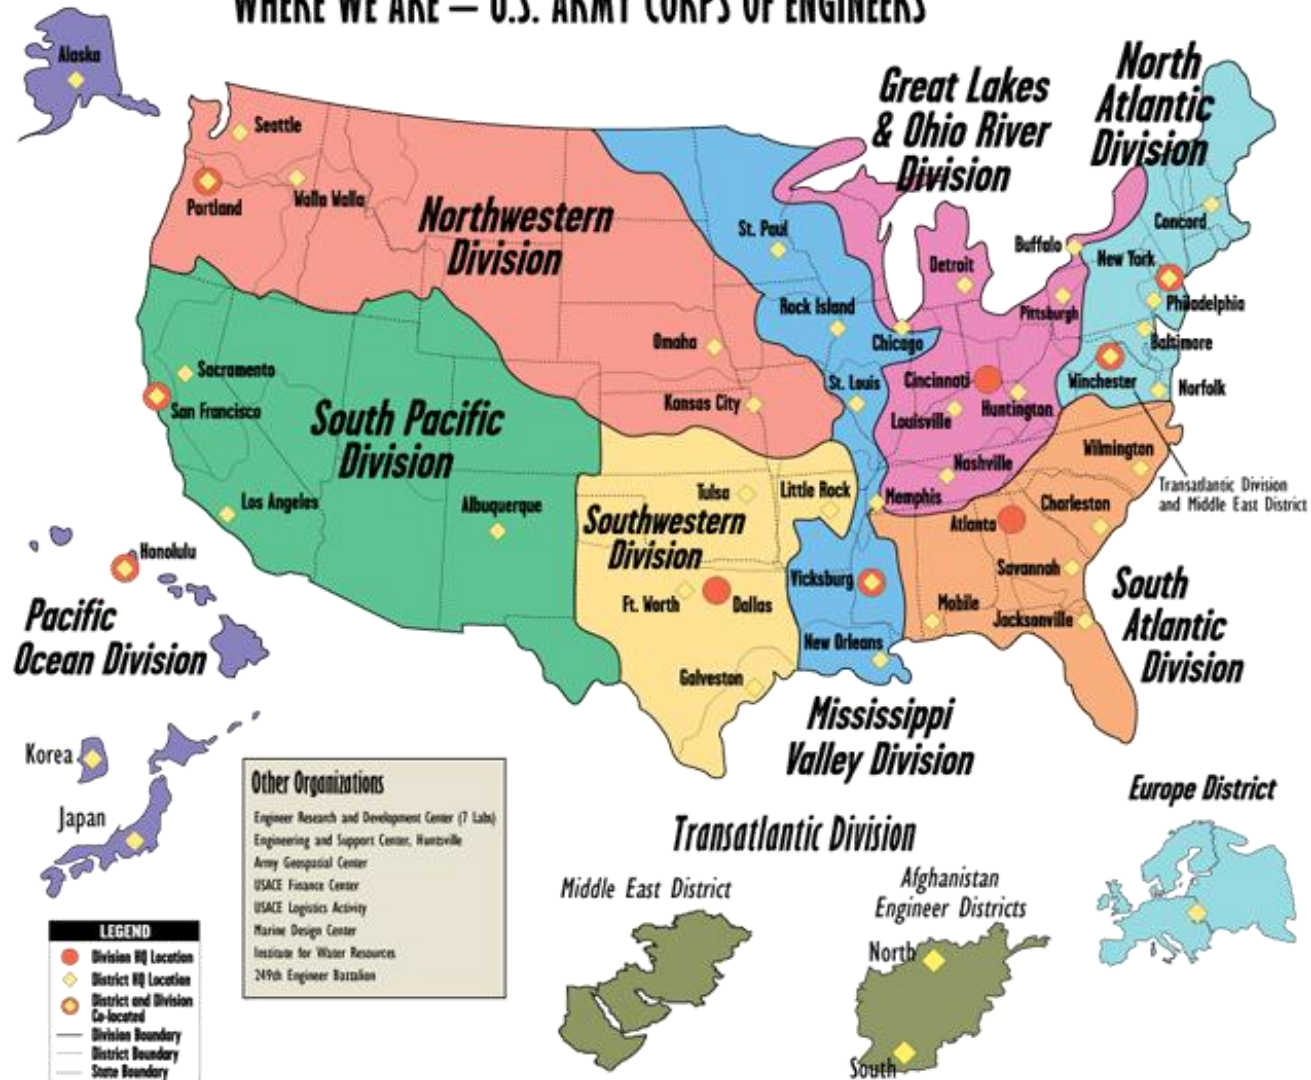 WHERE WE ARE — U.S. ARMY CORPS OF ENGINEERS
Alaska
Great Lakes
& Ohio River
Division
North
Atlantic
Division
Seattle
Portland
Walla Walla
Northwestern
Division
St. Paul
Concord
Buffalo
New York
Detroit
Philadelphia
Rock Island
Pittsburgh
Omaha
Chicago
Baltimore
Sacramento
St. Louis
Cincinnati
Winchester
Norfolk
San Francisco
Kansas City
Louisville
Huntington
South Pacific
Division
Wilmington
Nashville
Tulsa
Little Rock
Memphis
Transatlantic Division
and Middle East District
Los Angeles
Albuquerque
Charleston
Southwestern
Division
Atlanta
Honolulu
Savannah
Vicksburg
South
Atlantic
Division
Ft. Worth
Dallas
Mobile
Jacksonville
Pacific
Ocean Division
New Orleans
Galveston
Mississippi
Valley Division
Korea
Japan
Other Organizations
Engineer Research and Development Center (7 Labs)
Engineering and Support Center, Huntsville
Army Geospatial Center
USACE Finance Center
USACE Logistics Activity
Marine Design Center
Institute for Water Resources
249th Engineer Battalion
Europe District
Transatlantic Division
Middle East District
Afghanistan
Engineer Districts
North
South
LEGEND
Division HQ Location
District HQ Location
District and Division
Co-located
Division Boundary
District Boundary
State Boundary